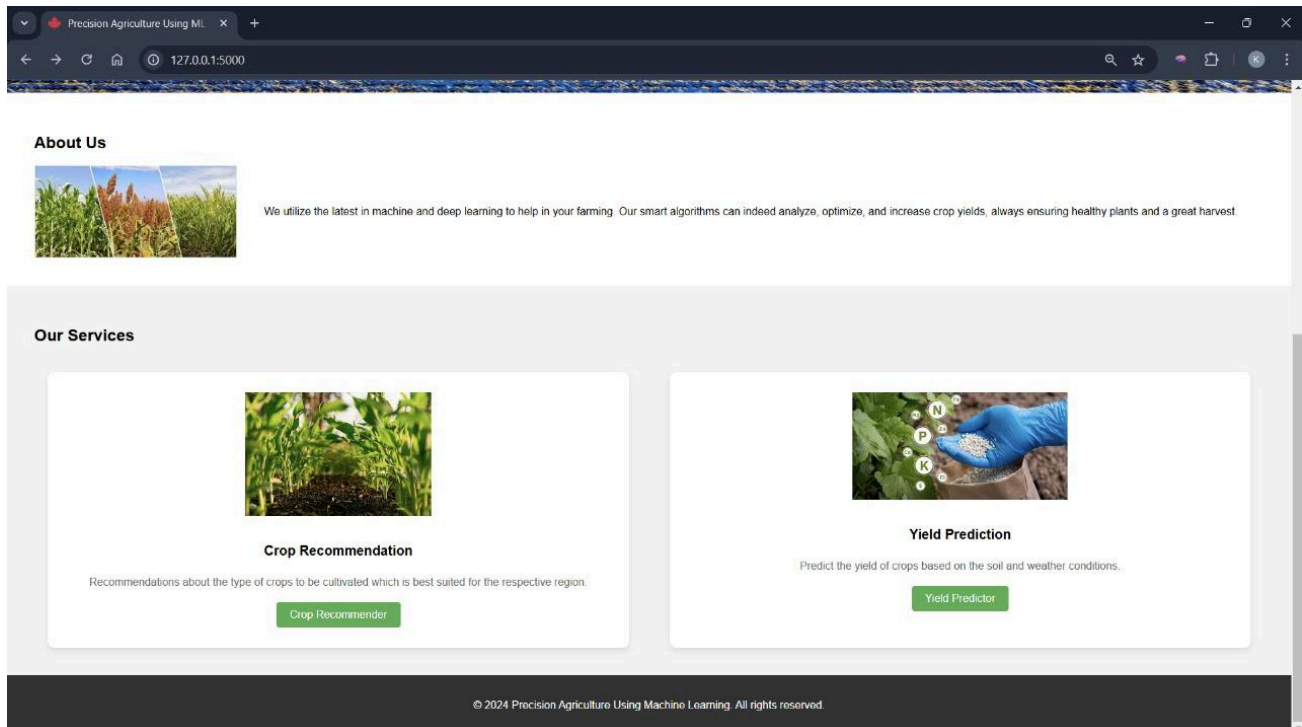 Precision Agriculture Using ML
127.0.0.1:5000
K
About Us
We utilize the latest in machine and deep learning to help in your farming. Our smart algorithms can indeed analyze, optimize, and increase crop yields, always ensuring healthy plants and a great harvest.
Our Services
N
P
K
Crop Recommendation
Recommendations about the type of crops to be cultivated which is best suited for the respective region.
Crop Recommender
Yield Prediction
Predict the yield of crops based on the soil and weather conditions.
Yield Predictor
© 2024 Precision Agriculture Using Machine Learning. All rights reserved.